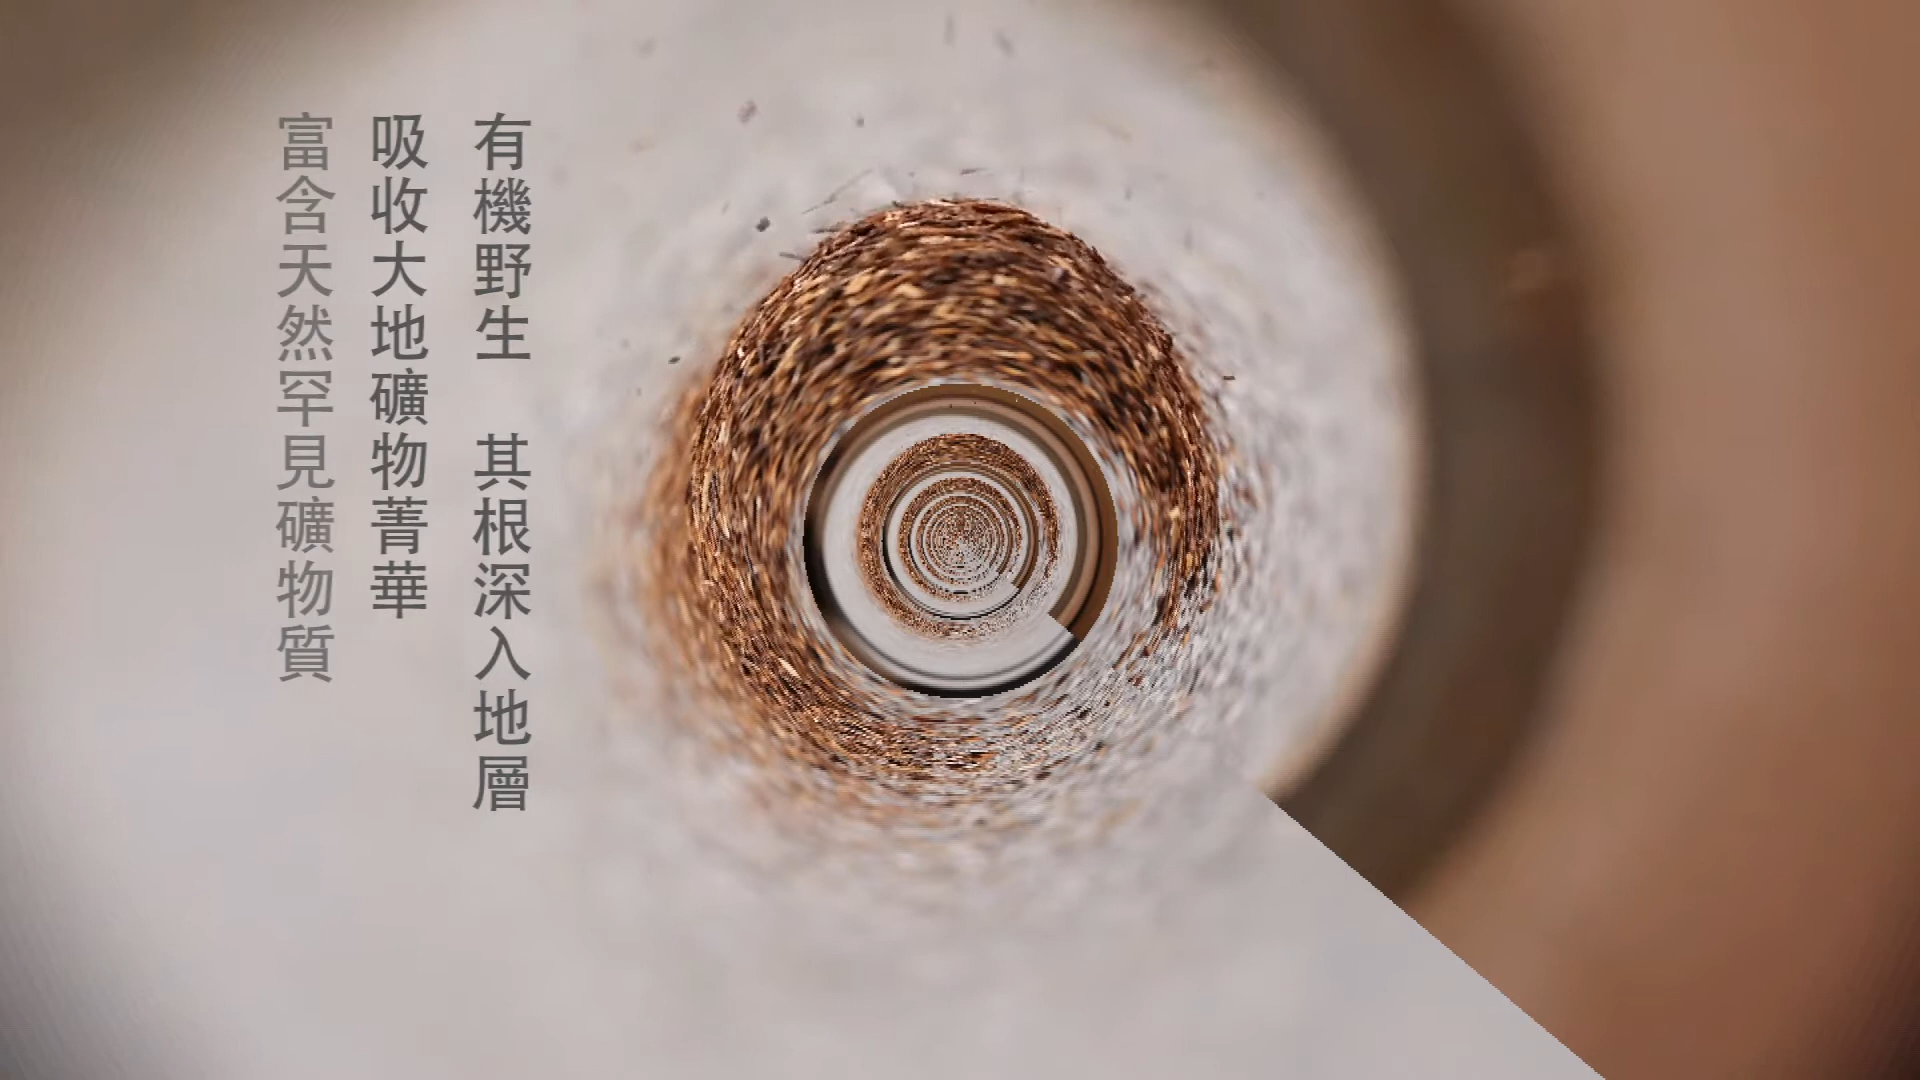 有機野生　其根深入地層
吸收大地礦物菁華
富含天然罕見礦物質